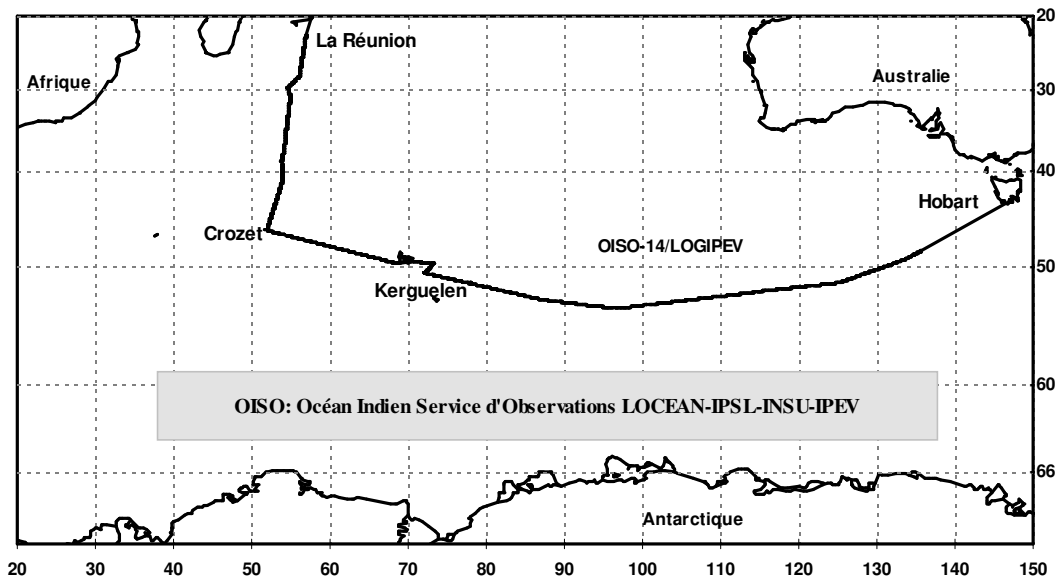 20
La Réunion
Afrique
Australie
30
40
Hobart
Crozet
OISO-14/LOGIPEV
50
Kerguelen
60
OISO: Océan Indien Service d'Observations LOCEAN-IPSL-INSU-IPEV
66
Antarctique
20 30 40 50 60 70 80 90 100 110 120 130 140 150